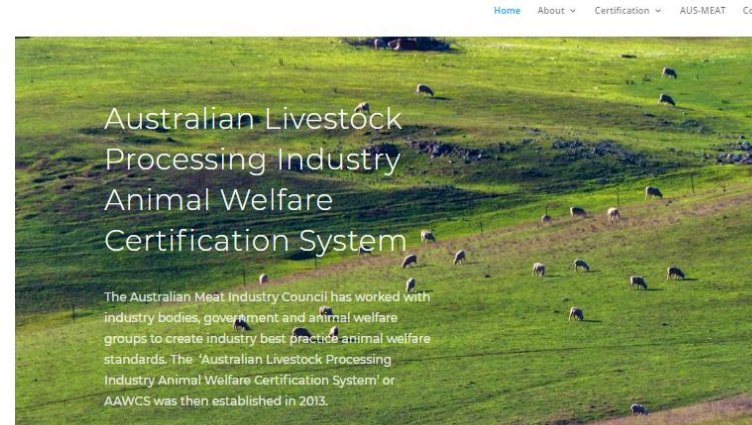 Home About Certification AUS-MEAT
Australian Livestock
Processing Industry
Animal Welfare
Certification System
The Australian Meat Industry Council has worked with
industry bodies, government and animal welfare
groups to create industry best practice animal welfare
standards. The 'Australian Livestock Processing
Industry Animal Welfare Certification System' or
AAWCS was then established in 2013.